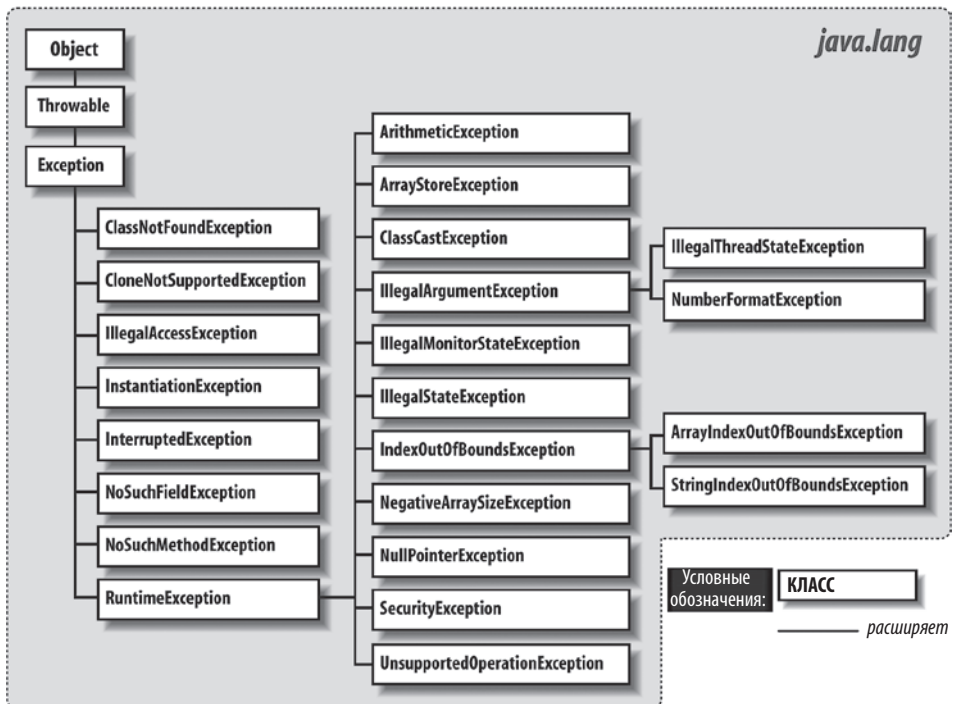 java.lang
Object
Throwable
Exception
ClassNotFoundException
CloneNotSupportedException
IllegalAccessException
InstantiationException
InterruptedException
NoSuchFieldException
NoSuchMethodException
RuntimeException
ArithmeticException
ArrayStoreException
ClassCastException
IllegalArgumentException
IllegalMonitorStateException
IllegalStateException
IndexOutOfBoundsException
NegativeArraySizeException
NullPointerException
SecurityException
UnsupportedOperationException
IllegalThreadStateException
NumberFormatException
ArrayIndexOutOfBoundsException
StringIndexOutOfBoundsException
Условные
обозначения:
КЛАСС
расширяет